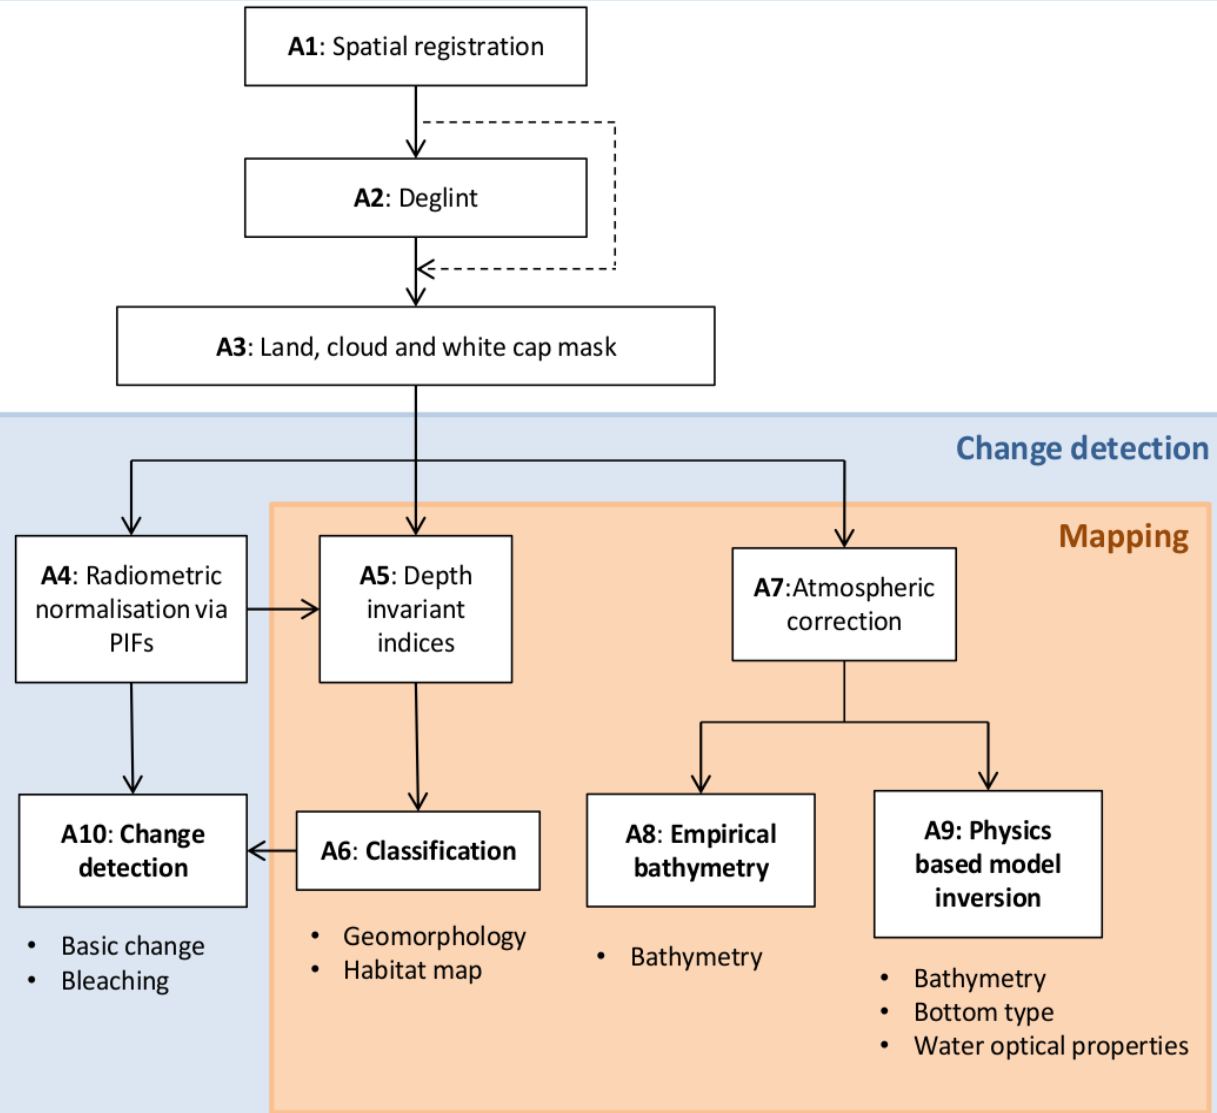 A1: Spatial registration
A2: Deglint
A3: Land, cloud and white cap mask
Change detection
Mapping
A4: Radiometric
normalisation via
PIFs
A5: Depth
invariant
indices
A7:Atmospheric
correction
A10: Change
detection
A6: Classification
A8: Empirical
bathymetry
A9: Physics
based model
inversion
• Basic change
• Bleaching
• Geomorphology
• Habitat map
• Bathymetry
• Bathymetry
• Bottom type
• Water optical properties